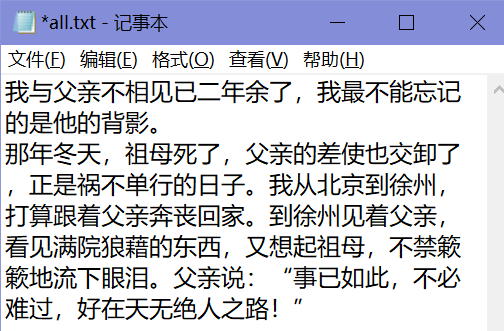 *all.txt - 记事本
文件(F) 编辑(E) 格式(O) 查看(V) 帮助(H)
我与父亲不相见已二年余了，我最不能忘记
的是他的背影。
那年冬天，祖母死了，父亲的差使也交卸了
，正是祸不单行的日子。我从北京到徐州，
打算跟着父亲奔丧回家。到徐州见着父亲，
看见满院狼藉的东西，又想起祖母，不禁簌
簌地流下眼泪。父亲说：“事已如此，不必
难过，好在天无绝人之路！”